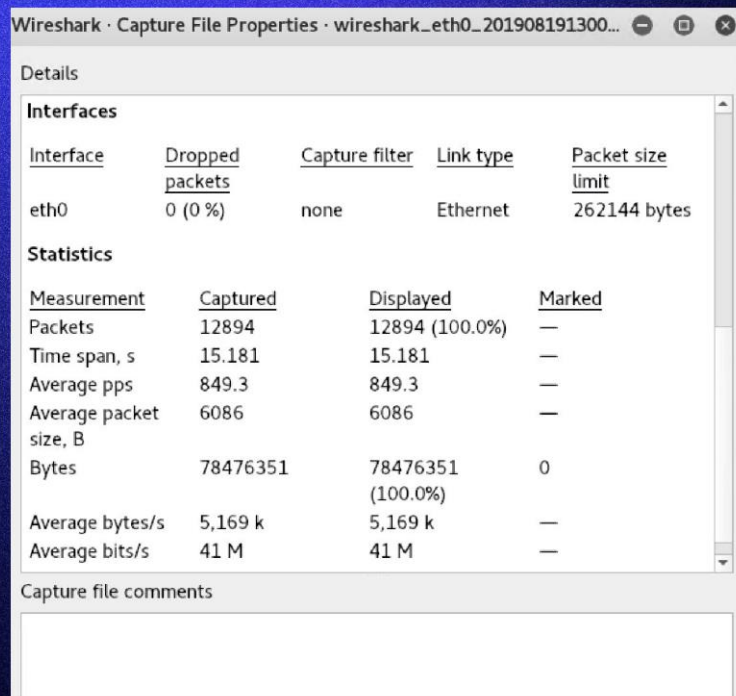 Wireshark · Capture File Properties · wireshark_eth0_201908191300...
Details
Interfaces
Interface Dropped packets Capture filter Link type Packet size limit
eth0 0 (0 %) none Ethernet 262144 bytes
Statistics
Measurement Captured Displayed Marked
Packets 12894 12894 (100.0%) —
Time span, s 15.181 15.181 —
Average pps 849.3 849.3 —
Average packet size, B 6086 6086 —
Bytes 78476351 78476351 (100.0%) 0
Average bytes/s 5,169 k 5,169 k —
Average bits/s 41 M 41 M —
Capture file comments